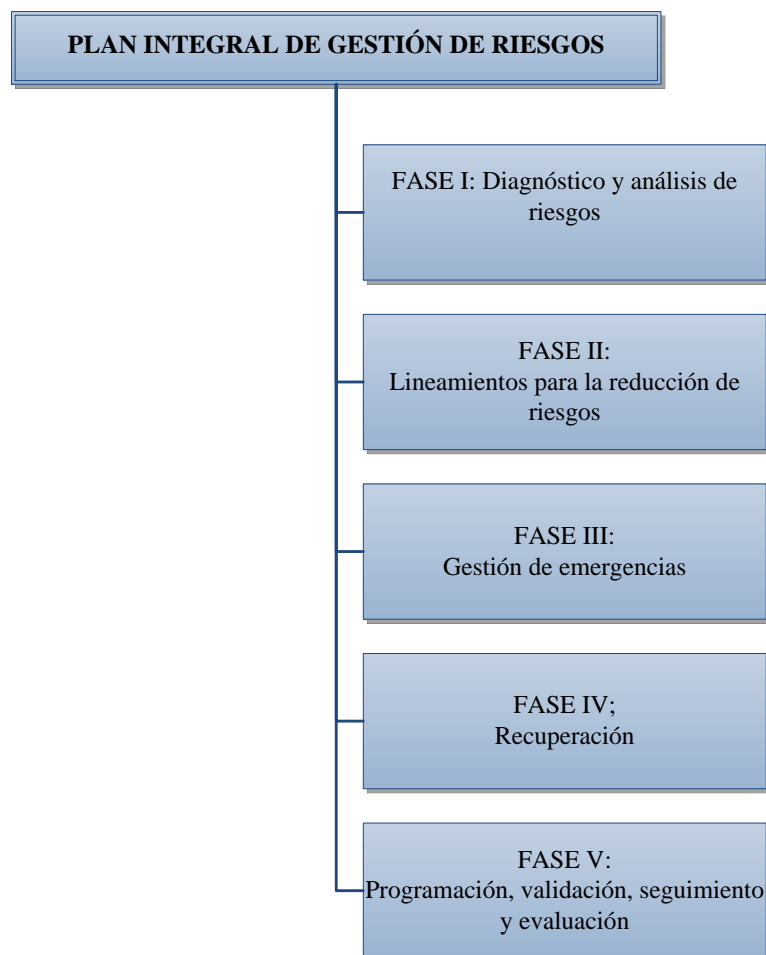 PLAN INTEGRAL DE GESTIÓN DE RIESGOS
FASE I: Diagnóstico y análisis de
riesgos
FASE II:
Lineamientos para la reducción de
riesgos
FASE III:
Gestión de emergencias
FASE IV;
Recuperación
FASE V:
Programación, validación, seguimiento
y evaluación